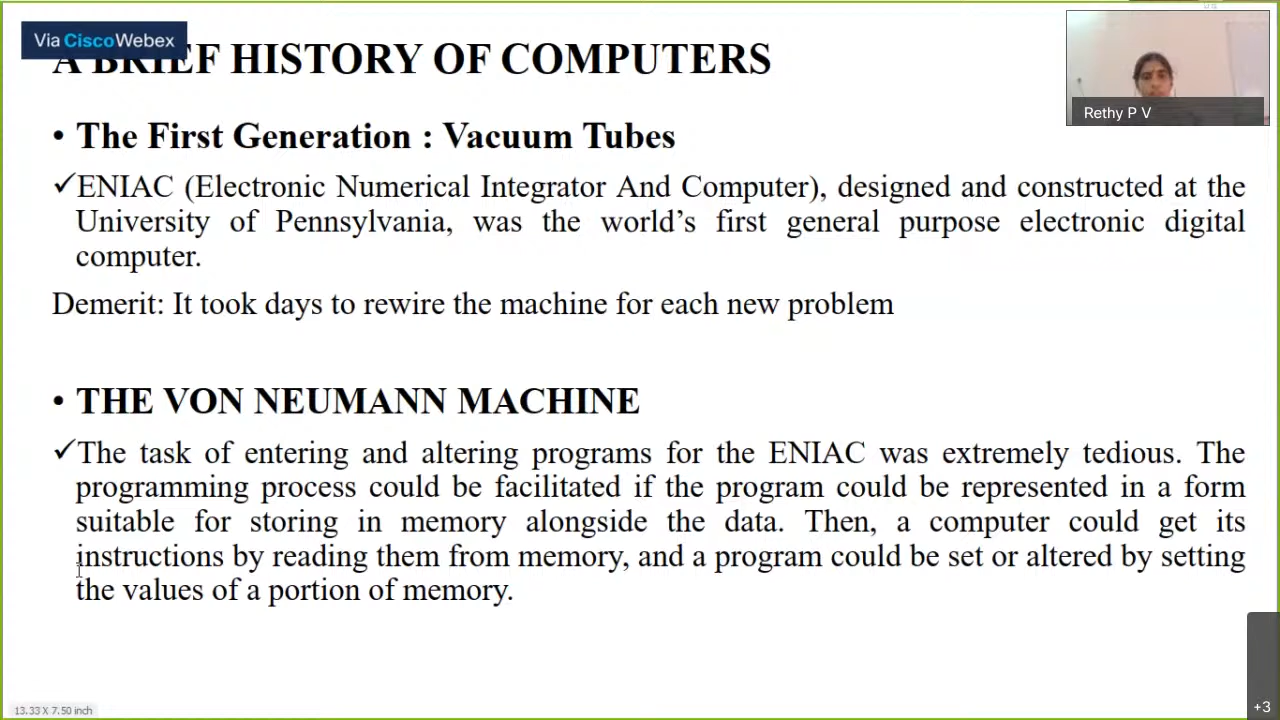 Via CiscoWebex
A BRIEF HISTORY OF COMPUTERS
Rethy P V
• The First Generation : Vacuum Tubes
✓ENIAC (Electronic Numerical Integrator And Computer), designed and constructed at the
University of Pennsylvania, was the world’s first general purpose electronic digital
computer.
Demerit: It took days to rewire the machine for each new problem
• THE VON NEUMANN MACHINE
✓The task of entering and altering programs for the ENIAC was extremely tedious. The
programming process could be facilitated if the program could be represented in a form
suitable for storing in memory alongside the data. Then, a computer could get its
instructions by reading them from memory, and a program could be set or altered by setting
the values of a portion of memory.
+3
13.33 X 7.50 inch